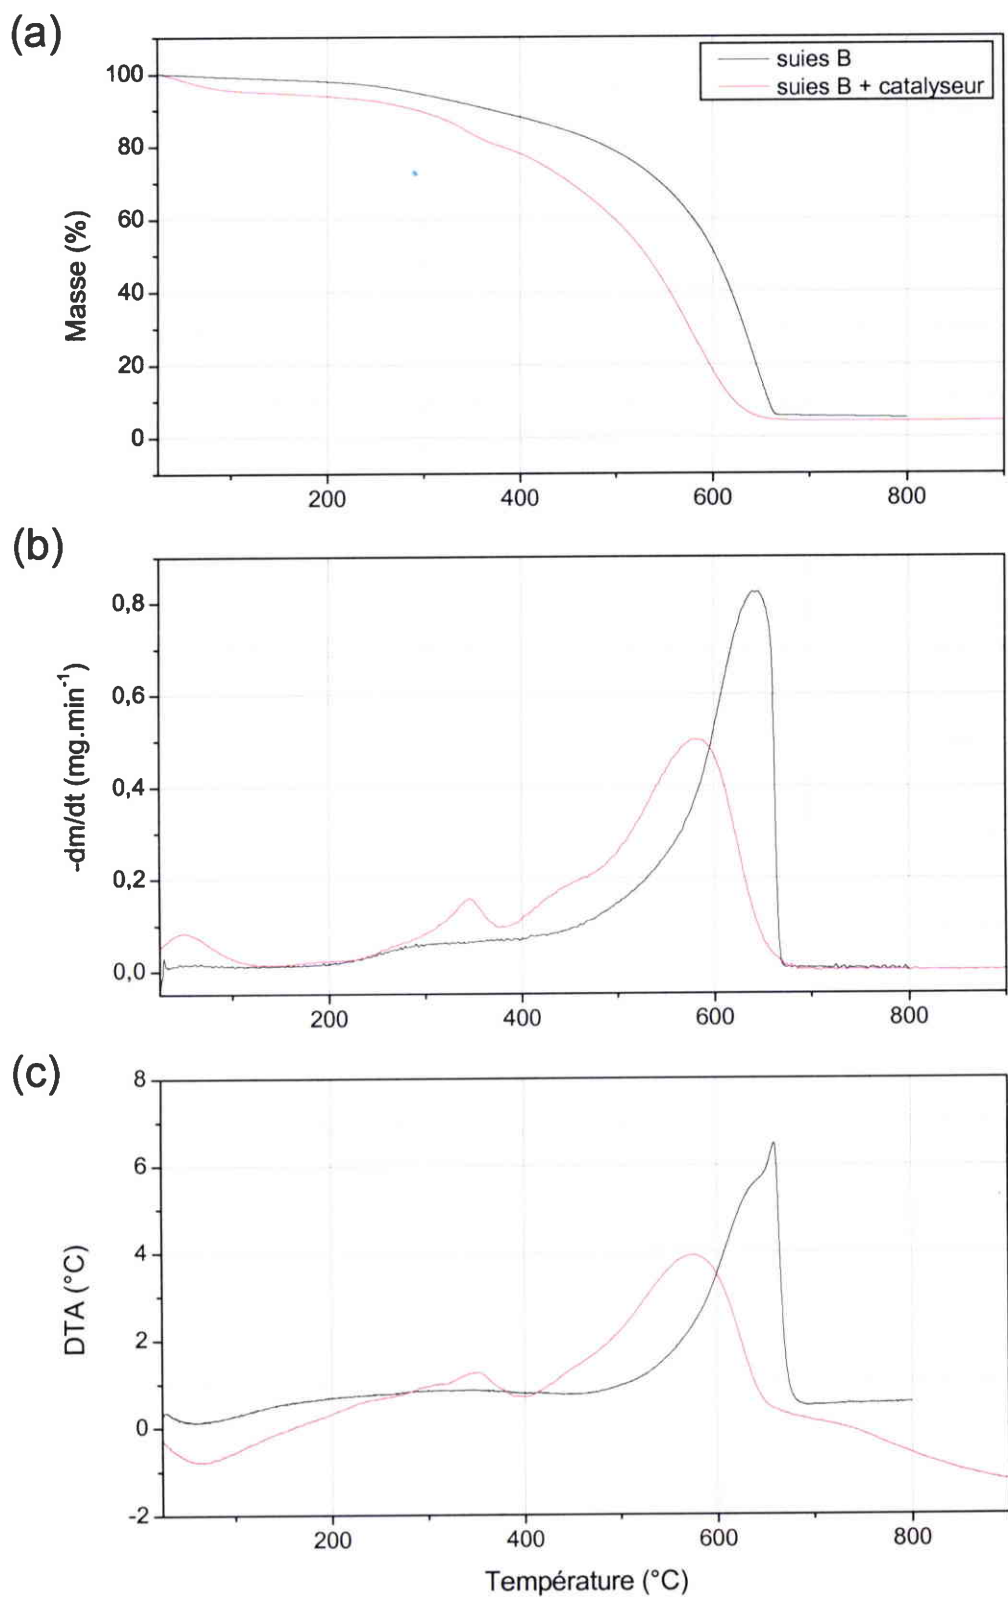 (a)
suies B
suies B + catalyseur
100
80
60
40
20
0
Masse (%)
200 400 600 800
(b)
0,8
0,6
0,4
0,2
0,0
-dm/dt (mg.min⁻¹)
200 400 600 800
(c)
8
6
4
2
0
-2
DTA (°C)
200 400 600 800
Température (°C)